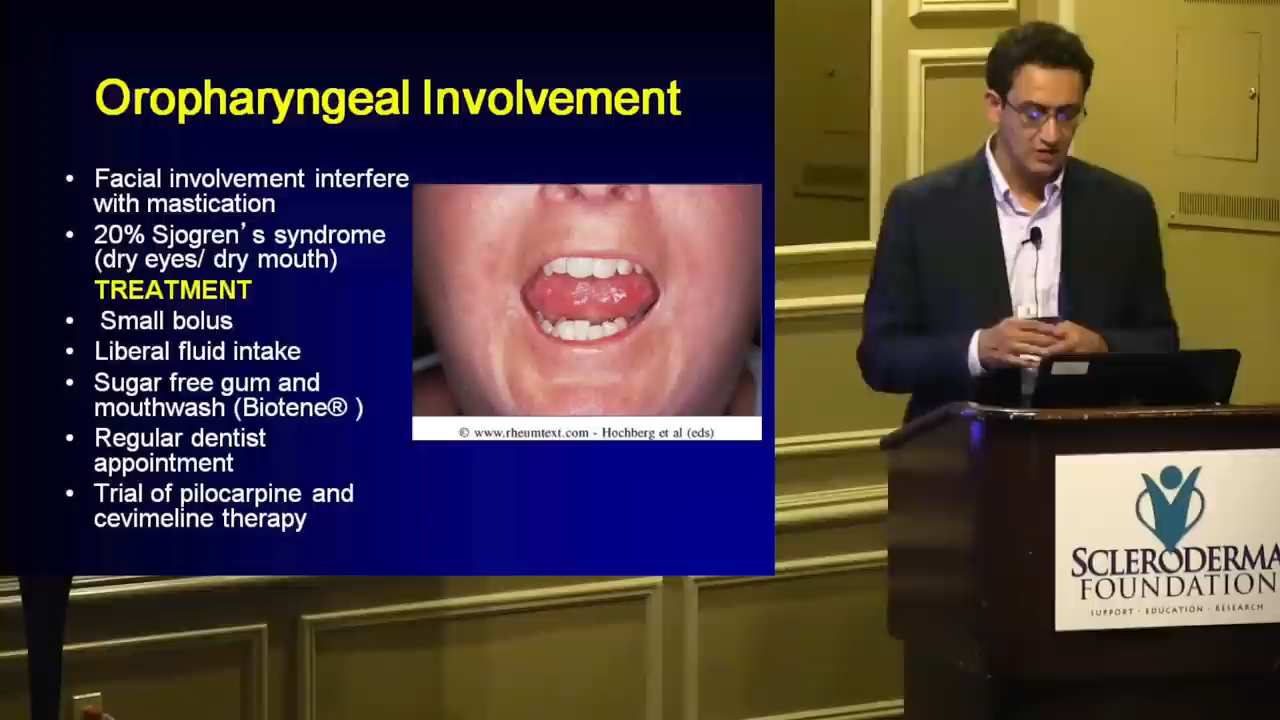 Oropharyngeal Involvement
• Facial involvement interfere
with mastication
• 20% Sjogren’s syndrome
(dry eyes/ dry mouth)
TREATMENT
• Small bolus
• Liberal fluid intake
• Sugar free gum and
mouthwash (Biotene® )
• Regular dentist
appointment
• Trial of pilocarpine and
cevimeline therapy
© www.rheumtext.com - Hochberg et al (eds)
SCLERODERMA
FOUNDATION
SUPPORT · EDUCATION · RESEARCH